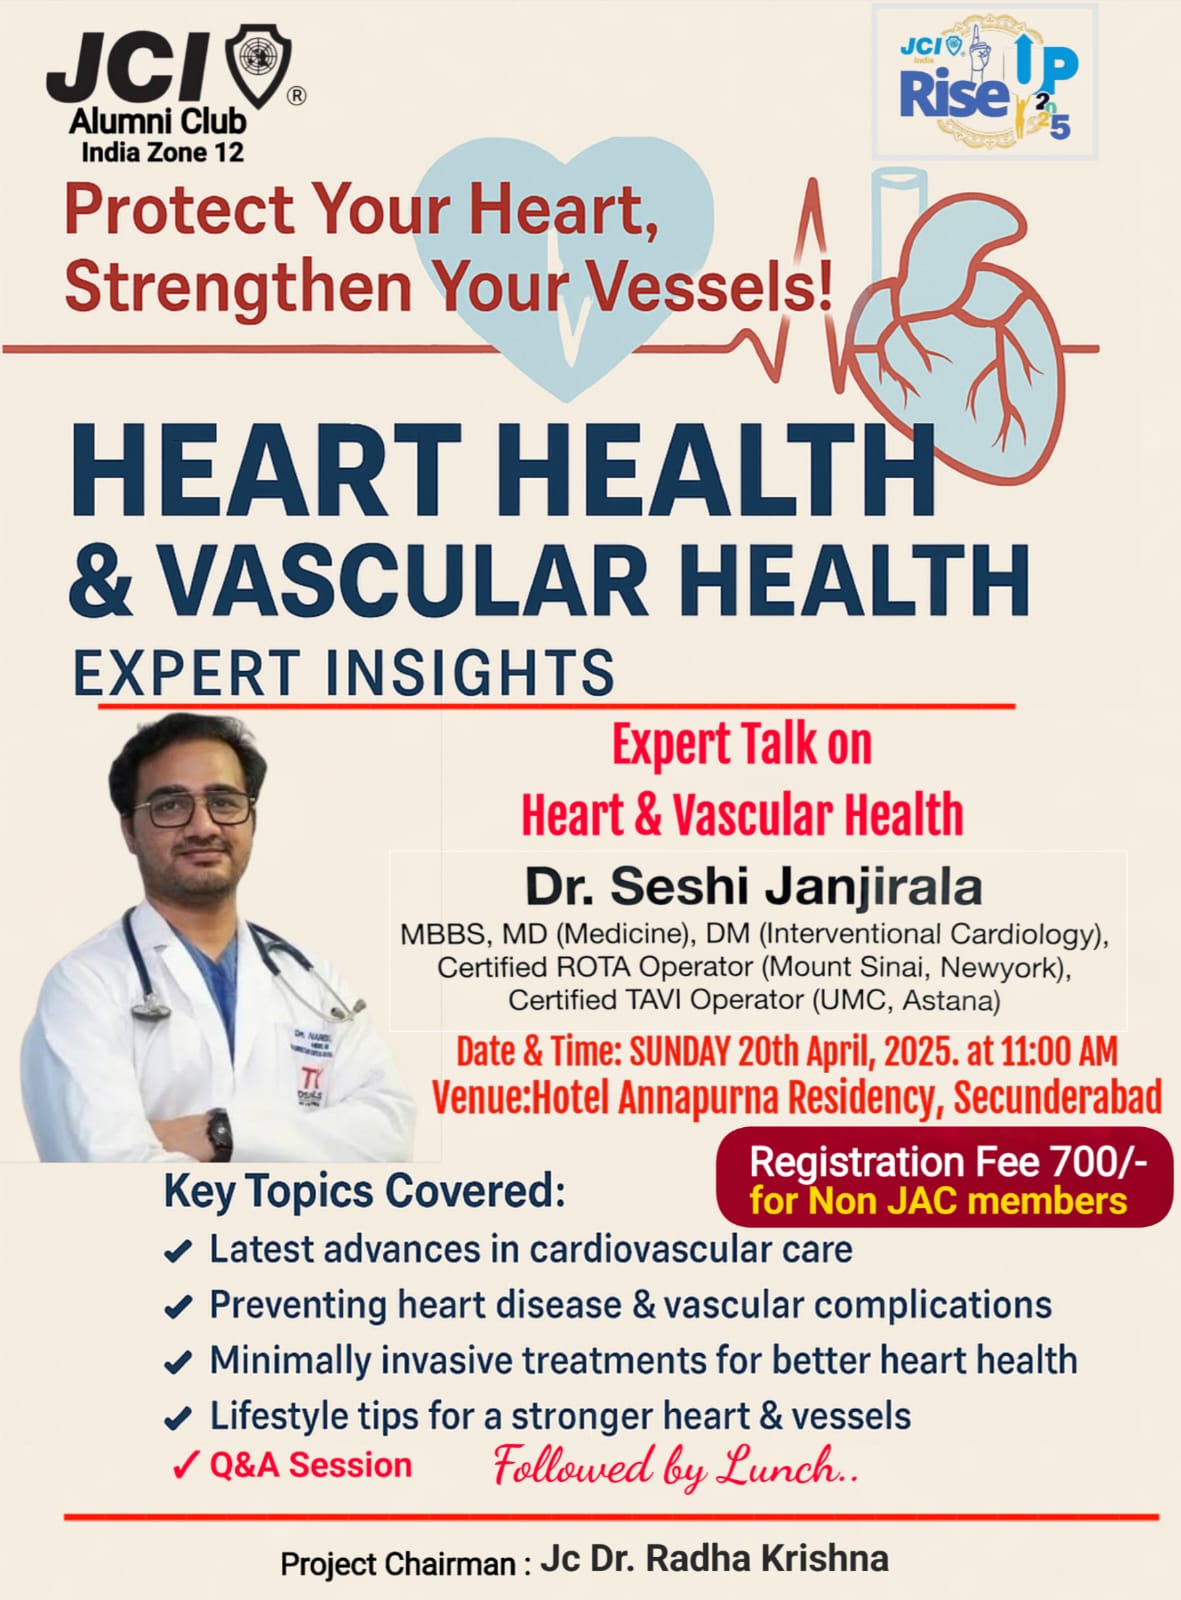 JCI
®
Alumni Club
India Zone 12
JCI
India
Rise UP
2025
Protect Your Heart,
Strengthen Your Vessels!
HEART HEALTH
& VASCULAR HEALTH
EXPERT INSIGHTS
Expert Talk on
Heart & Vascular Health
Dr. Seshi Janjirala
MBBS, MD (Medicine), DM (Interventional Cardiology),
Certified ROTA Operator (Mount Sinai, Newyork),
Certified TAVI Operator (UMC, Astana)
Date & Time: SUNDAY 20th April, 2025. at 11:00 AM
Venue:Hotel Annapurna Residency, Secunderabad
Registration Fee 700/-
for Non JAC members
Key Topics Covered:
✔ Latest advances in cardiovascular care
✔ Preventing heart disease & vascular complications
✔ Minimally invasive treatments for better heart health
✔ Lifestyle tips for a stronger heart & vessels
✓ Q&A Session
Followed by Lunch..
Project Chairman : Jc Dr. Radha Krishna